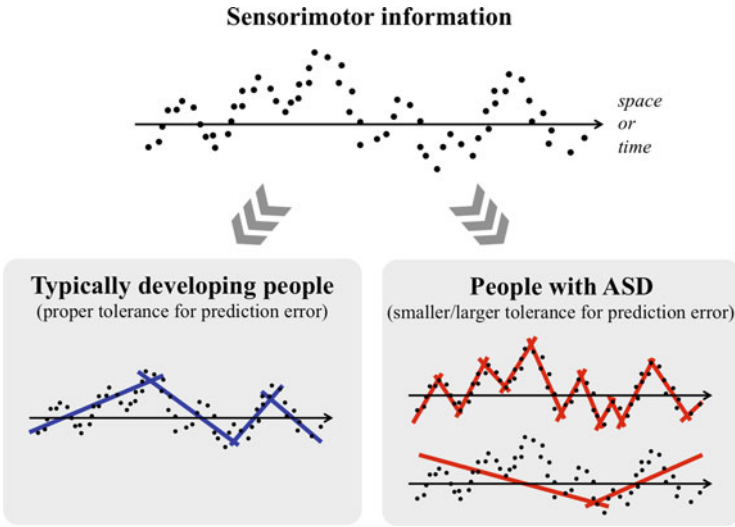 Sensorimotor information
space
or
time
Typically developing people
(proper tolerance for prediction error)
People with ASD
(smaller/larger tolerance for prediction error)